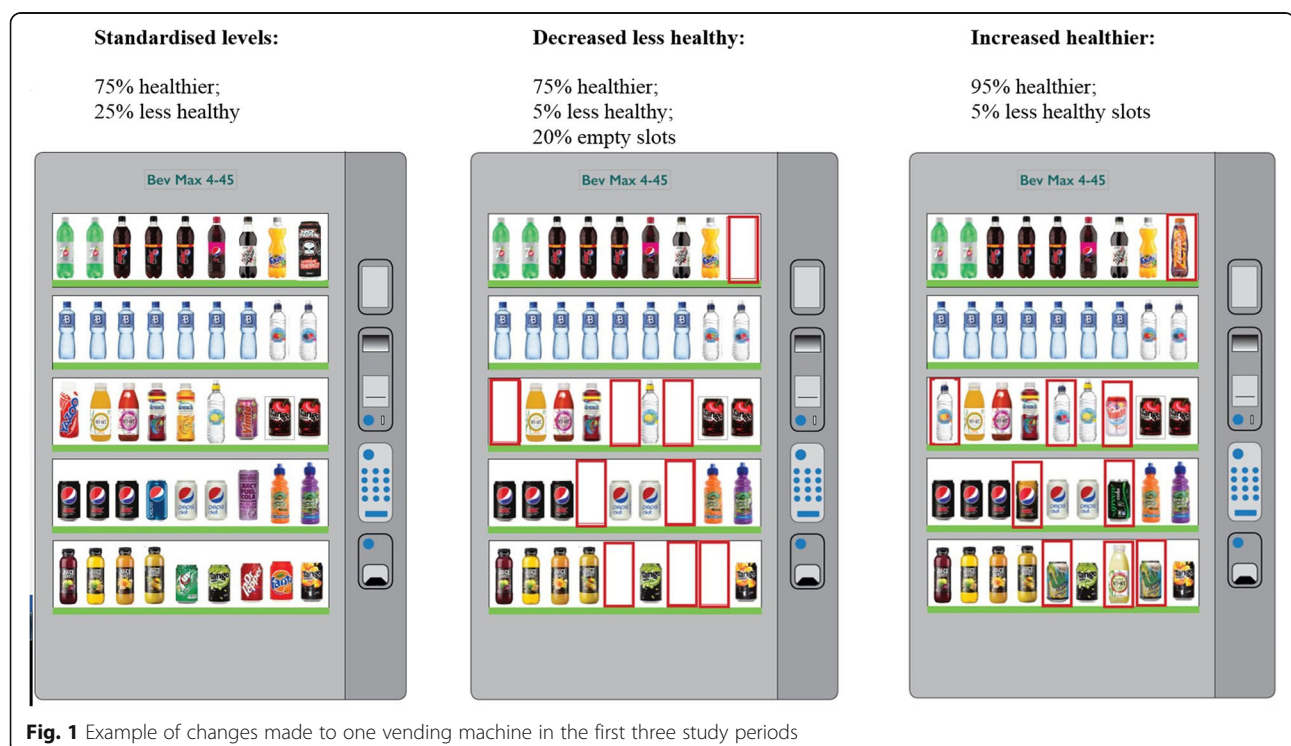 Standardised levels:
75% healthier;
25% less healthy
Decreased less healthy:
75% healthier;
5% less healthy;
20% empty slots
Increased healthier:
95% healthier;
5% less healthy slots
Bev Max 4-45
Bev Max 4-45
Bev Max 4-45
Fig. 1 Example of changes made to one vending machine in the first three study periods